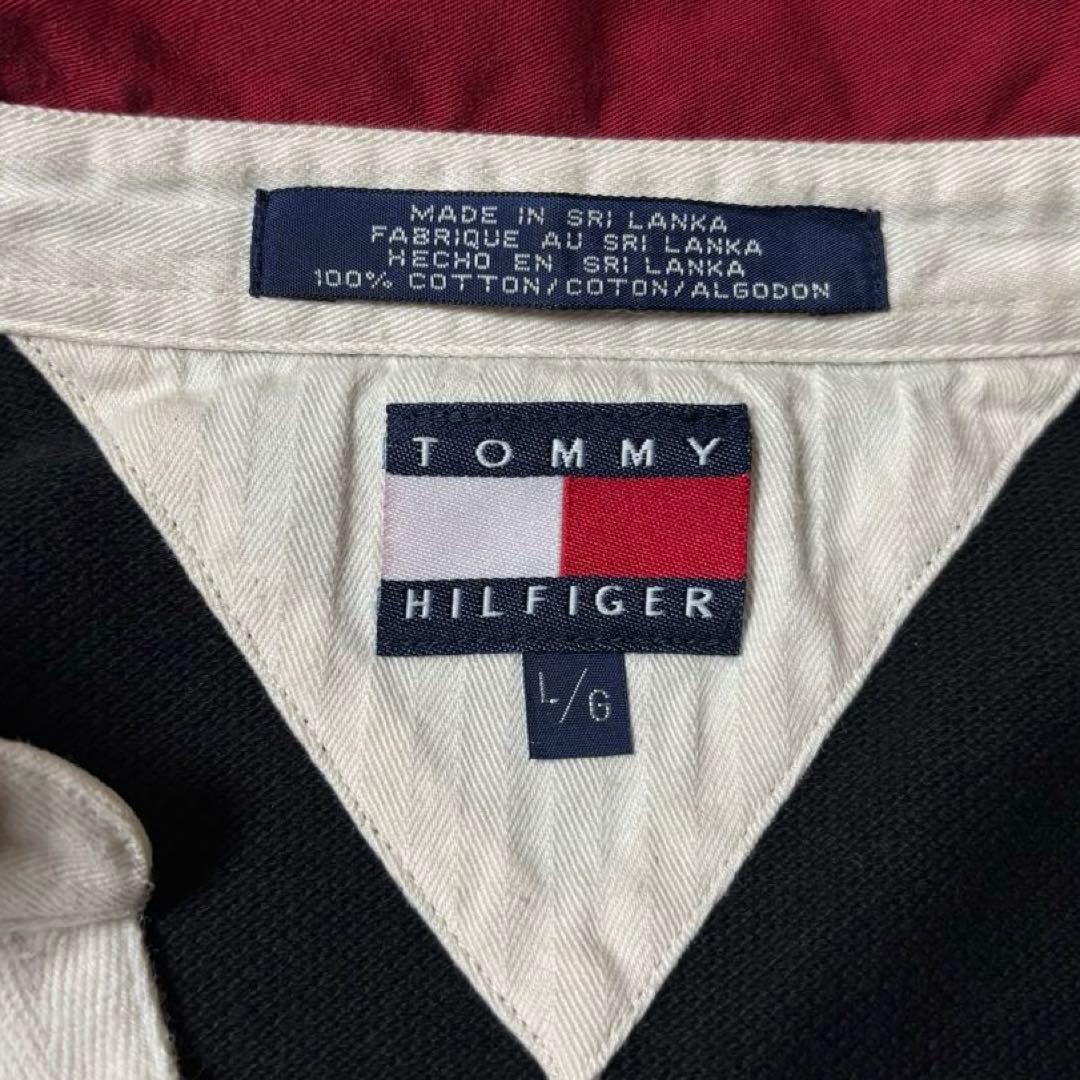 MADE IN SRI LANKA
FABRIQUE AU SRI LANKA
HECHO EN SRI LANKA
100% COTTON/COTON/ALGODON
TOMMY
HILFIGER
L/G